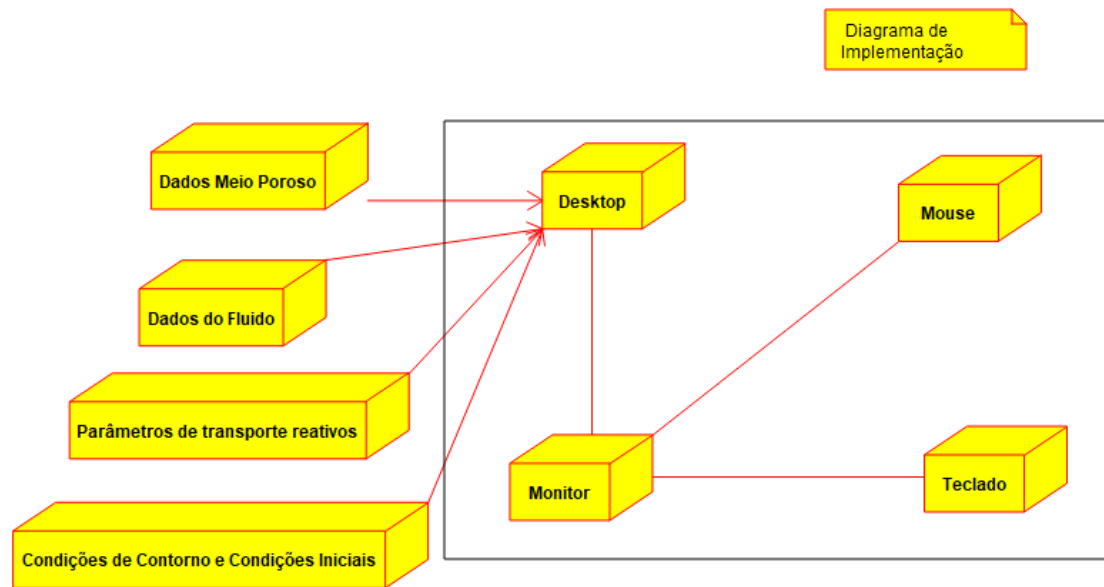 Diagrama de
Implementação
Dados Meio Poroso
Desktop
Mouse
Dados do Fluido
Parâmetros de transporte reativos
Monitor
Teclado
Condições de Contorno e Condições Iniciais